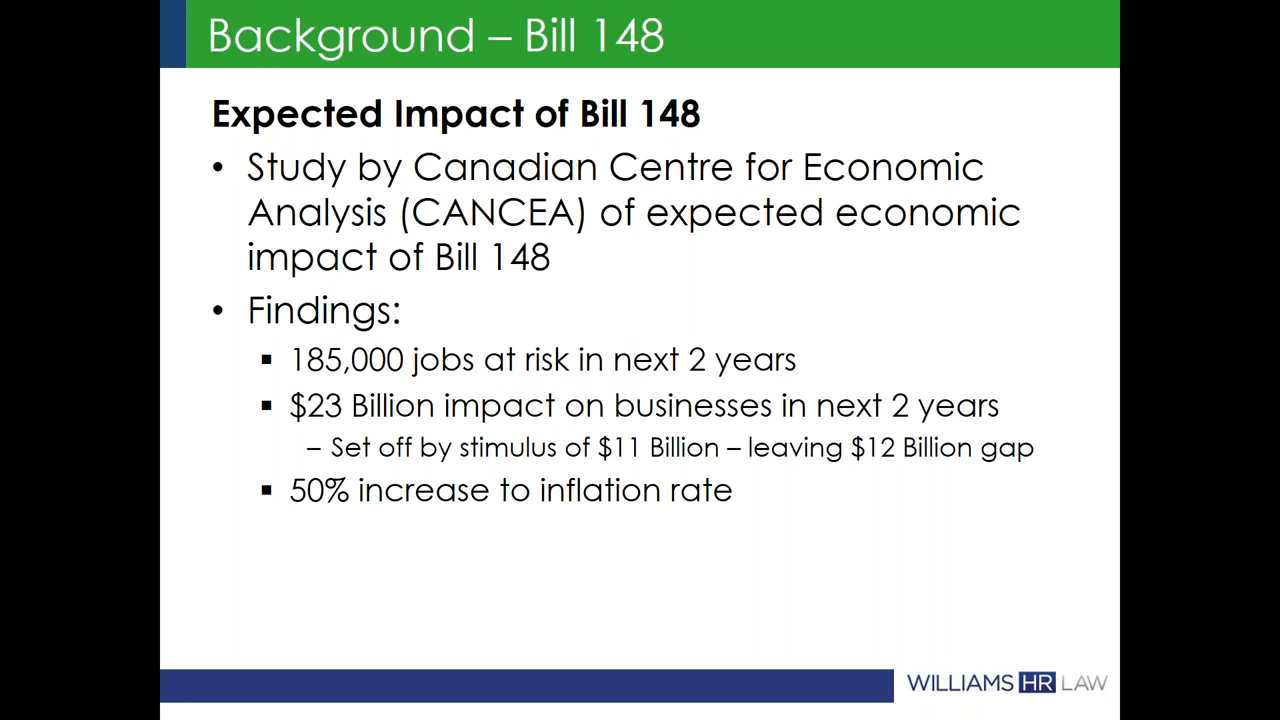 Background – Bill 148
Expected Impact of Bill 148
• Study by Canadian Centre for Economic
Analysis (CANCEA) of expected economic
impact of Bill 148
• Findings:
▪ 185,000 jobs at risk in next 2 years
▪ $23 Billion impact on businesses in next 2 years
– Set off by stimulus of $11 Billion – leaving $12 Billion gap
▪ 50% increase to inflation rate
WILLIAMS HR LAW